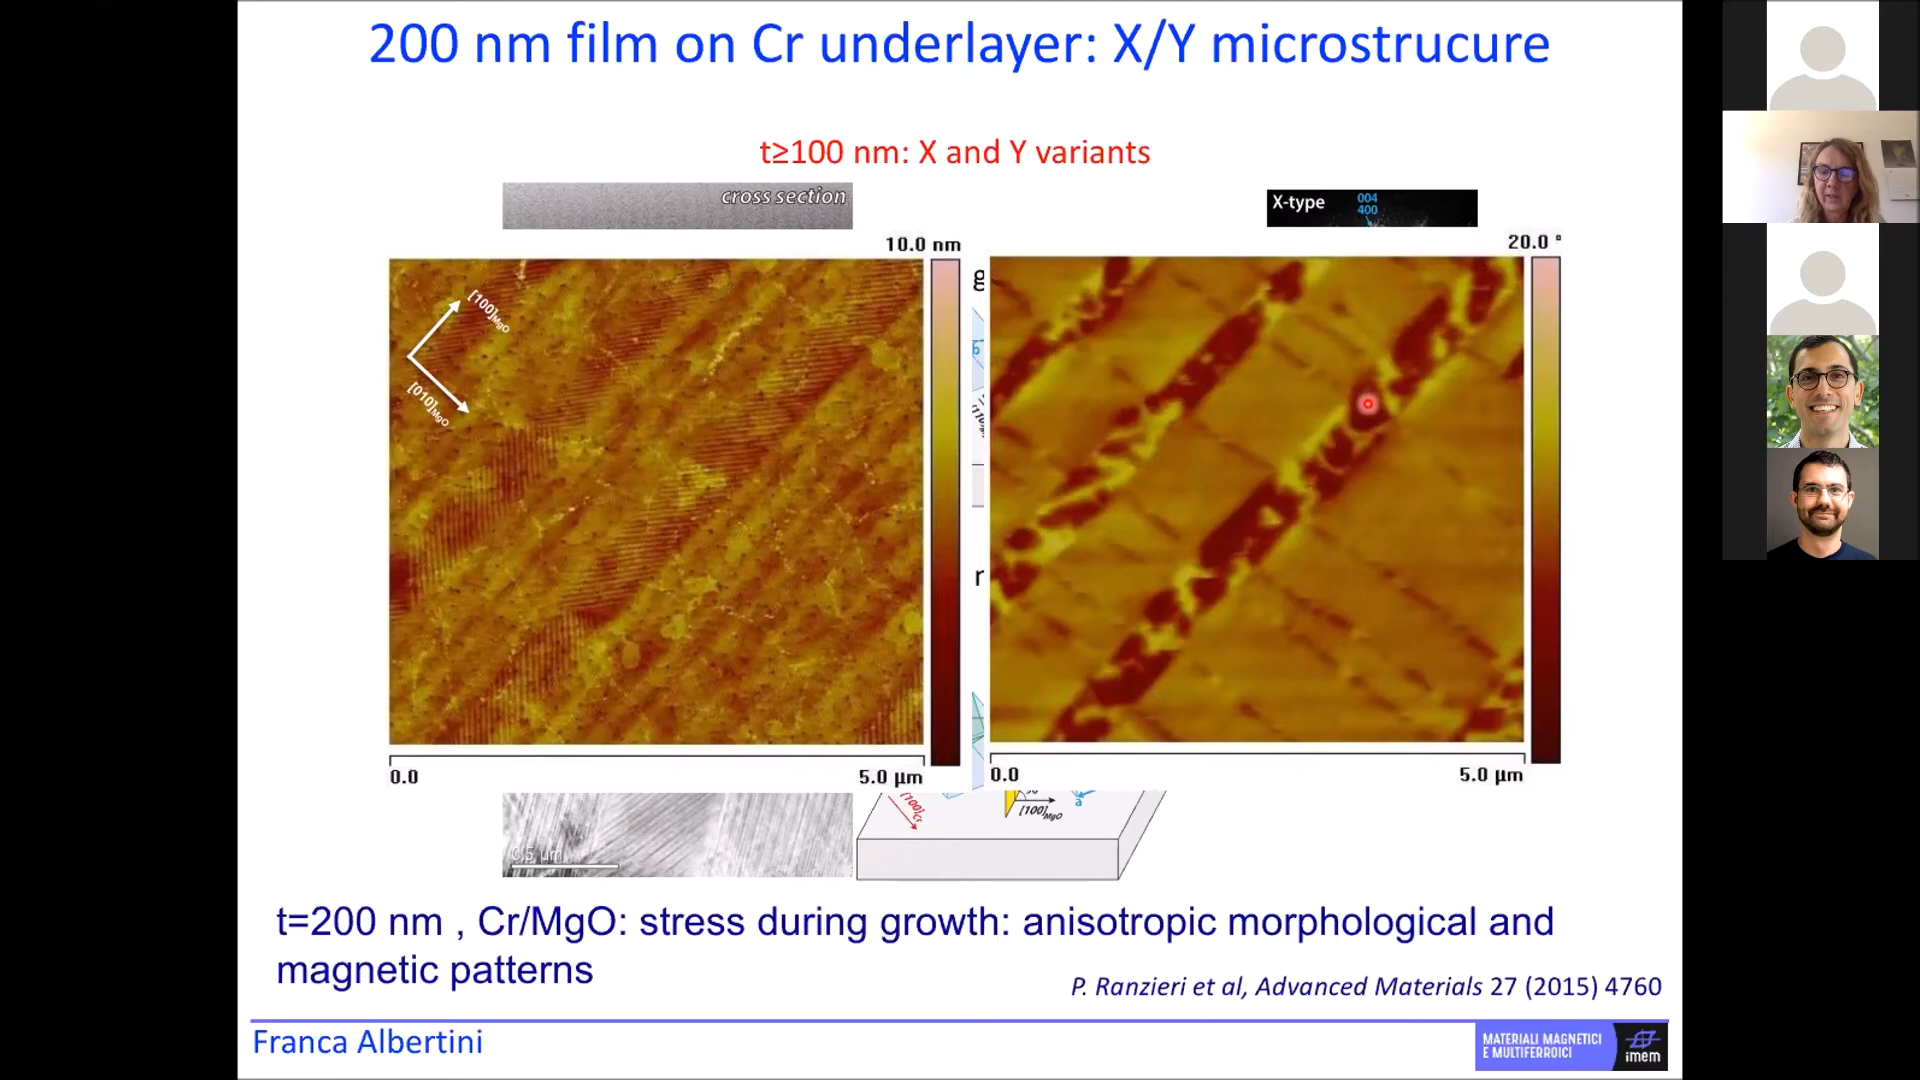 200 nm film on Cr underlayer: X/Y microstrucure
t≥100 nm: X and Y variants
cross section
X-type
004
400
10.0 nm
20.0 °
[100]MgO
[010]MgO
0.0
5.0 µm
0.0
5.0 µm
0.5 µm
[100]Cr
[100]MgO
a
t=200 nm , Cr/MgO: stress during growth: anisotropic morphological and
magnetic patterns
P. Ranzieri et al, Advanced Materials 27 (2015) 4760
Franca Albertini
MATERIALI MAGNETICI
E MULTIFERROICI
imem